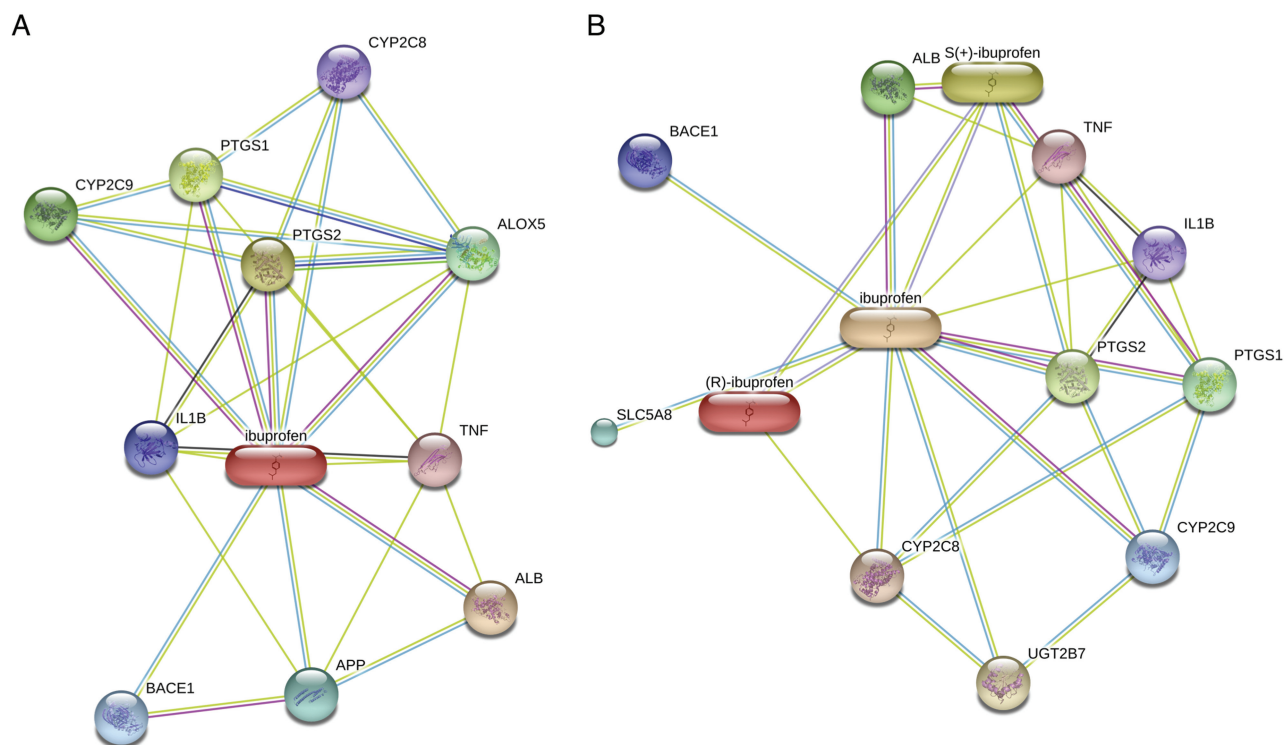 A
CYP2C8
PTGS1
CYP2C9
ALOX5
PTGS2
IL1B
ibuprofen
TNF
ALB
APP
BACE1
B
S(+)-ibuprofen
ALB
TNF
BACE1
IL1B
ibuprofen
PTGS2
PTGS1
(R)-ibuprofen
SLC5A8
CYP2C9
CYP2C8
UGT2B7